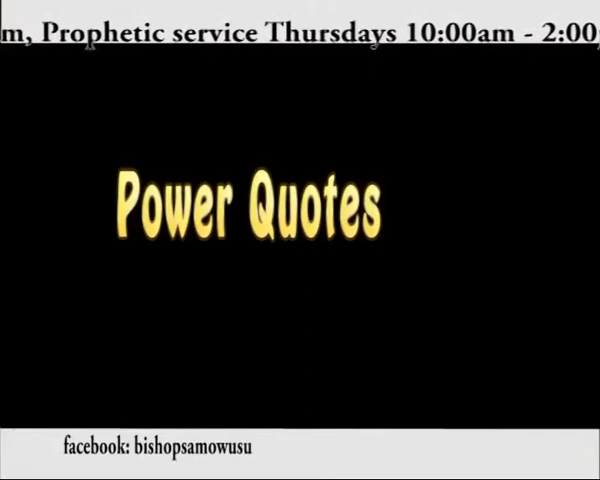 m, Prophetic service Thursdays 10:00am - 2:00
Power Quotes
facebook: bishopsamowusu